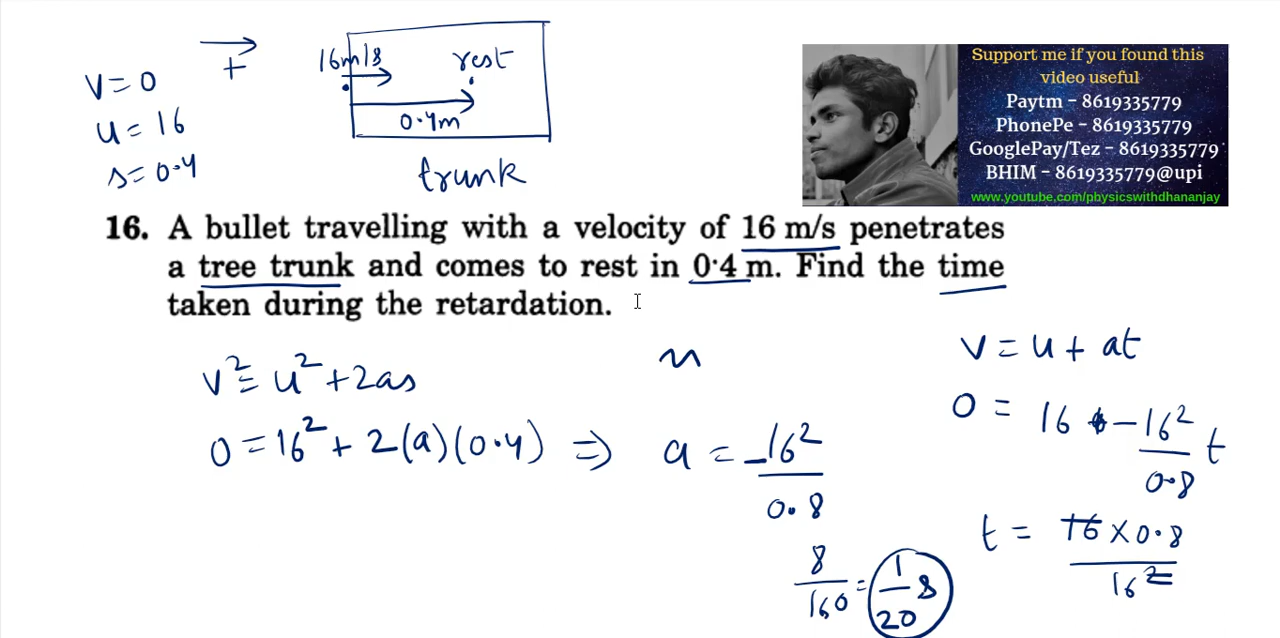 +
v = 0
u = 16
s = 0.4
16m/s
rest
0.4m
trunk
Support me if you found this
video useful
Paytm - 8619335779
PhonePe - 8619335779
GooglePay/Tez - 8619335779
BHIM - 8619335779@upi
www.youtube.com/physicswithdhananjay
16. A bullet travelling with a velocity of 16 m/s penetrates
a tree trunk and comes to rest in 0·4 m. Find the time
taken during the retardation.
v² = u² + 2as
0 = 16² + 2(a)(0.4) ⇒ a = -16²/0.8
v = u + at
0 = 16 - 16²/0.8 t
t = 16 × 0.8/16²
8/160 = 1/20 s